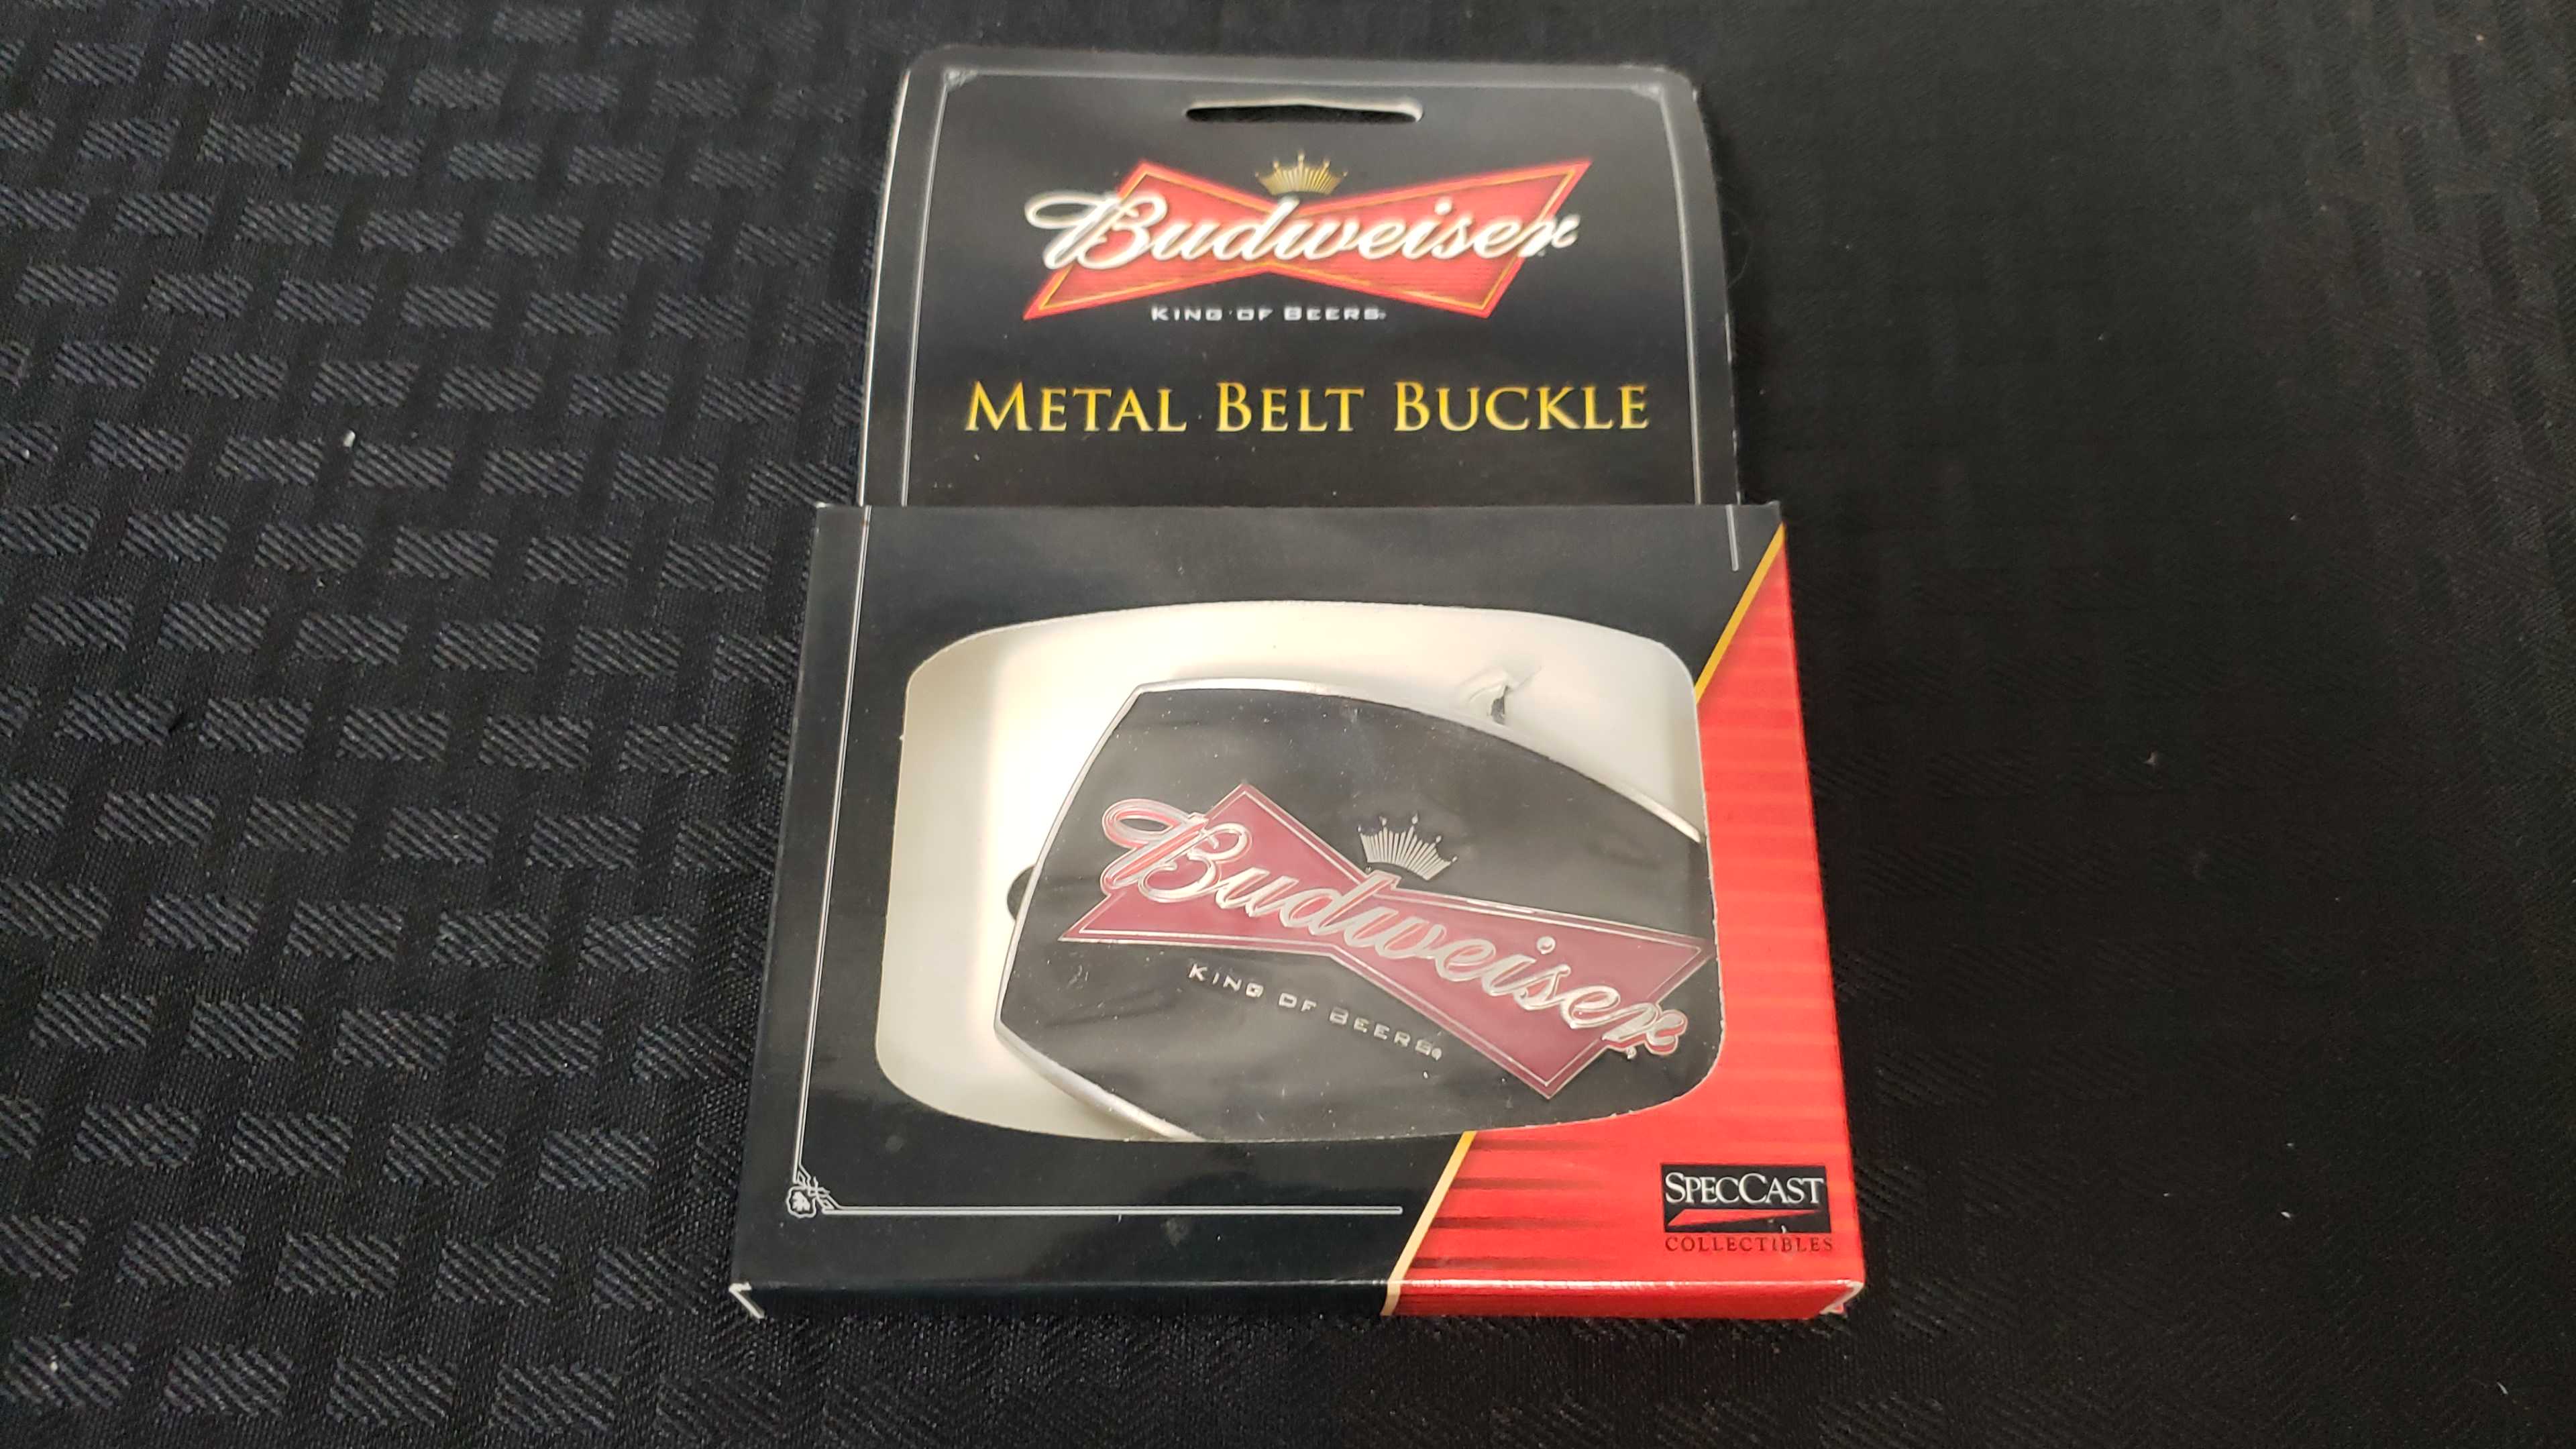 Budweiser
KING OF BEERS®
METAL BELT BUCKLE
Budweiser
KING OF BEERS®
SPECCAST
COLLECTIBLES